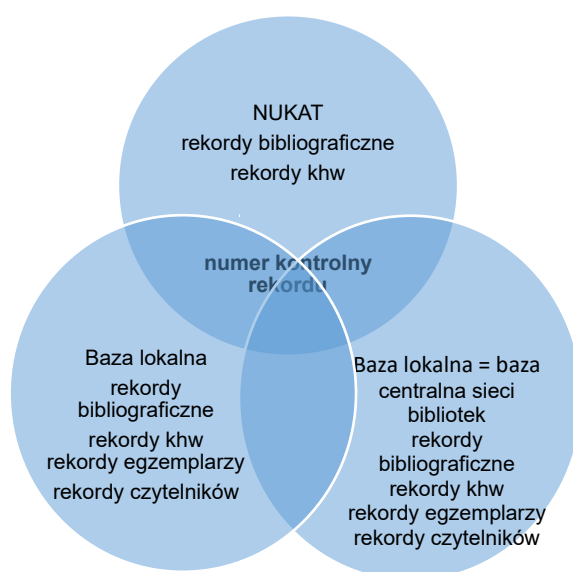 NUKAT
rekordy bibliograficzne
rekordy khw
numer kontrolny
rekordu
Baza lokalna
rekordy
bibliograficzne
rekordy khw
rekordy egzemplarzy
rekordy czytelników
Baza lokalna = baza
centralna sieci
bibliotek
rekordy
bibliograficzne
rekordy khw
rekordy egzemplarzy
rekordy czytelników